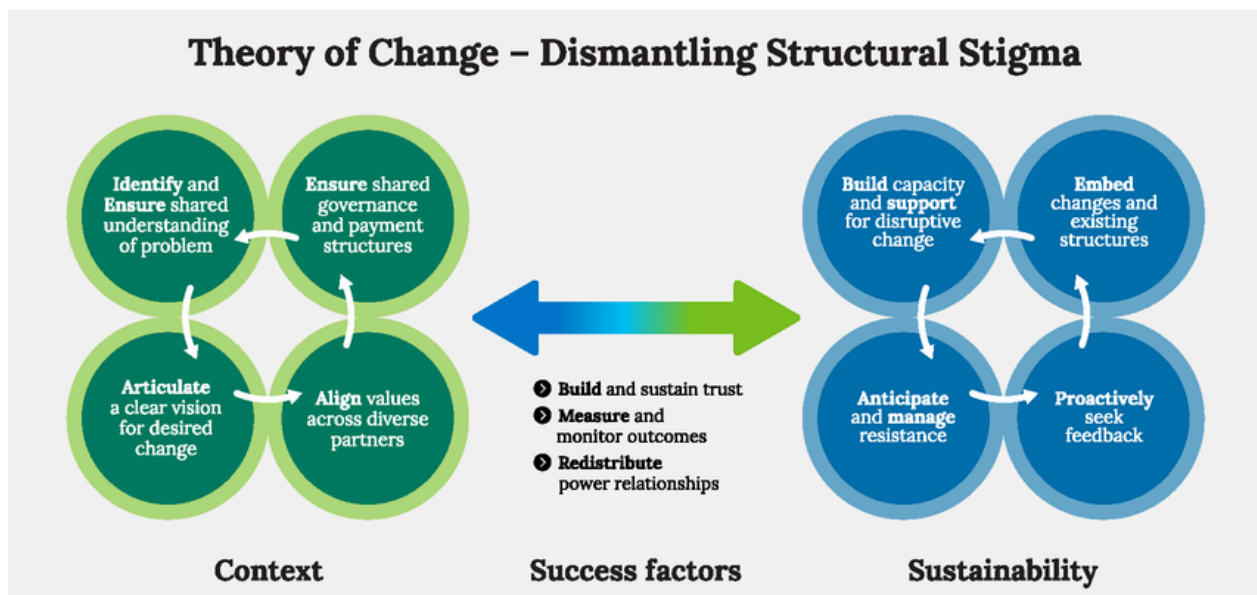 Theory of Change – Dismantling Structural Stigma
Identify and
Ensure shared
understanding
of problem
Ensure shared
governance
and payment
structures
Articulate
a clear vision
for desired
change
Align values
across diverse
partners
Context
Build and sustain trust
Measure and
monitor outcomes
Redistribute
power relationships
Success factors
Build capacity
and support
for disruptive
change
Embed
changes and
existing
structures
Anticipate
and manage
resistance
Proactively
seek
feedback
Sustainability